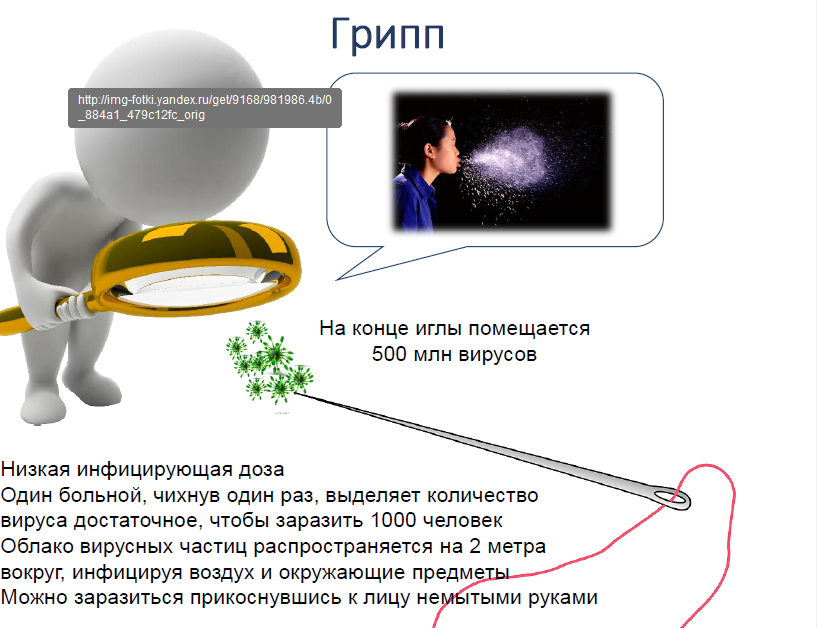 Грипп
http://img-fotki.yandex.ru/get/9168/981986.4b/0
_884a1_479c12fc_orig
На конце иглы помещается
500 млн вирусов
Низкая инфицирующая доза
Один больной, чихнув один раз, выделяет количество
вируса достаточное, чтобы заразить 1000 человек
Облако вирусных частиц распространяется на 2 метра
вокруг, инфицируя воздух и окружающие предметы
Можно заразиться прикоснувшись к лицу немытыми руками